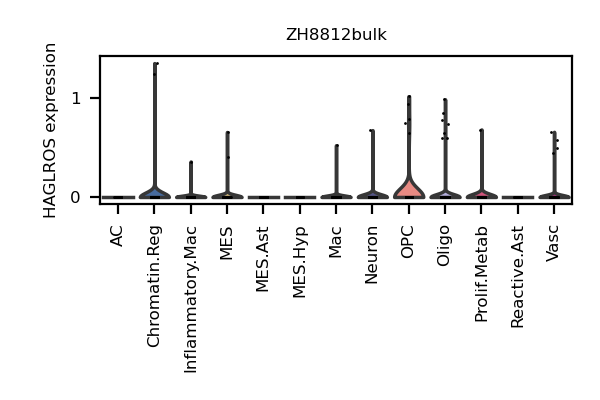 ZH8812bulk
HAGLROS expression
1
0
AC
Chromatin.Reg
Inflammatory.Mac
MES
MES.Ast
MES.Hyp
Mac
Neuron
OPC
Oligo
Prolif.Metab
Reactive.Ast
Vasc